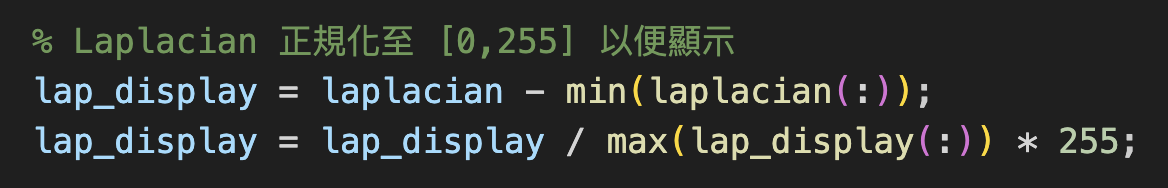 % Laplacian 正規化至 [0,255] 以便顯示
lap_display = laplacian - min(laplacian(:));
lap_display = lap_display / max(lap_display(:)) * 255;